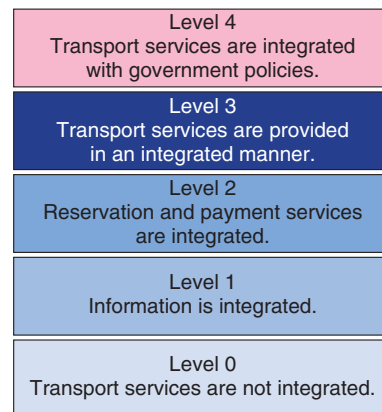 Level 4
Transport services are integrated
with government policies.
Level 3
Transport services are provided
in an integrated manner.
Level 2
Reservation and payment services
are integrated.
Level 1
Information is integrated.
Level 0
Transport services are not integrated.